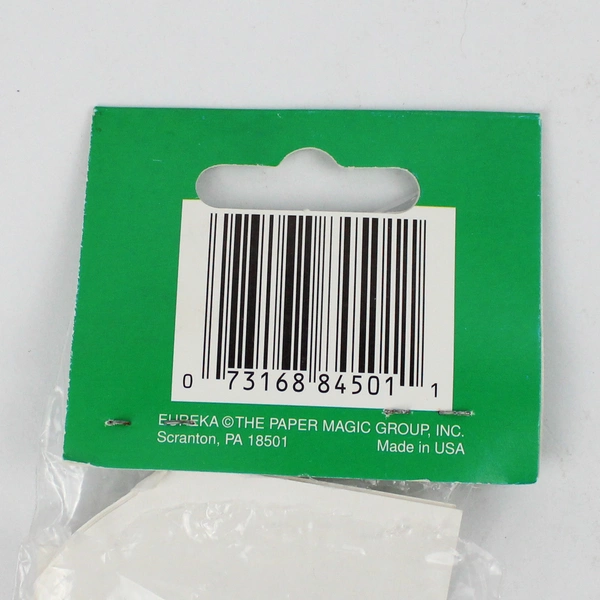 0 73168 84501 1
EUREKA ©THE PAPER MAGIC GROUP, INC.
Scranton, PA 18501 Made in USA